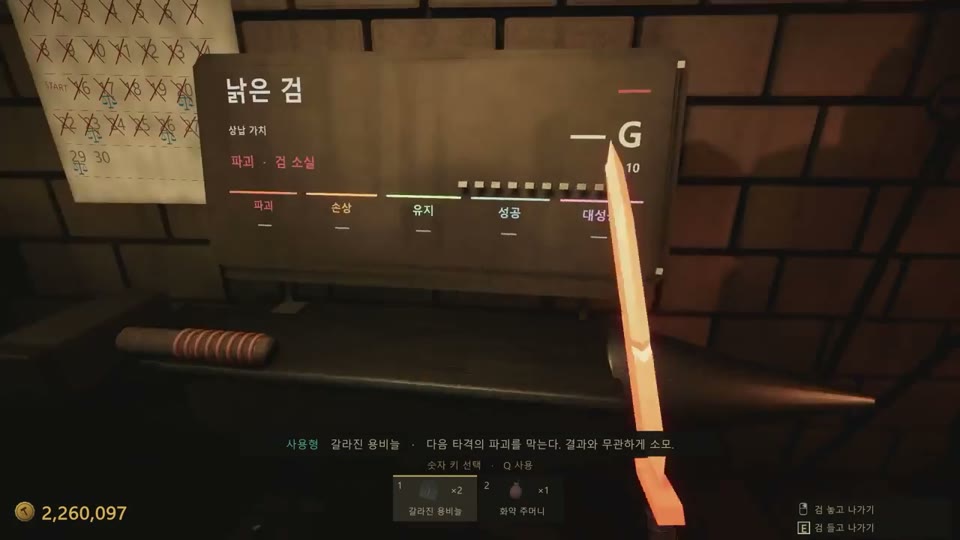 START
29 30
낡은 검
상납 가치
G
파괴 · 검 소실
10
파괴 손상 유지 성공
사용형 갈라진 용비늘 · 다음 타격의 파괴를 막는다. 결과와 무관하게 소모.
숫자 키 선택 · Q 사용
1 ×2 2 ×1
갈라진 용비늘 화약 주머니
2,260,097
검 놓고 나가기
E 검 들고 나가기